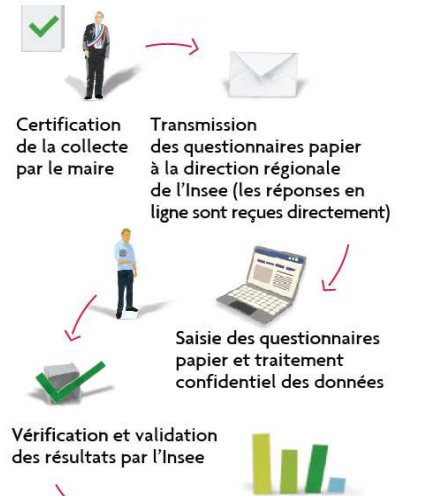 Certification
de la collecte
par le maire
Transmission
des questionnaires papier
à la direction régionale
de l'Insee (les réponses en
ligne sont reçues directement)
Saisie des questionnaires
papier et traitement
confidentiel des données
Vérification et validation
des résultats par l'Insee